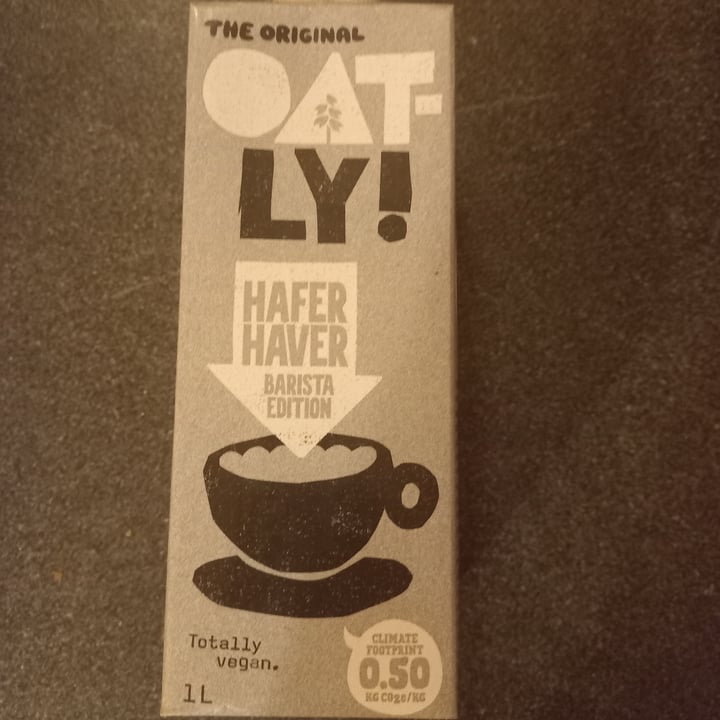 THE ORIGINAL
OAT-
LY!
HAFER
HAVER
BARISTA
EDITION
Totally
vegan.
1L
CLIMATE
FOOTPRINT
0.50
KG CO2e/KG